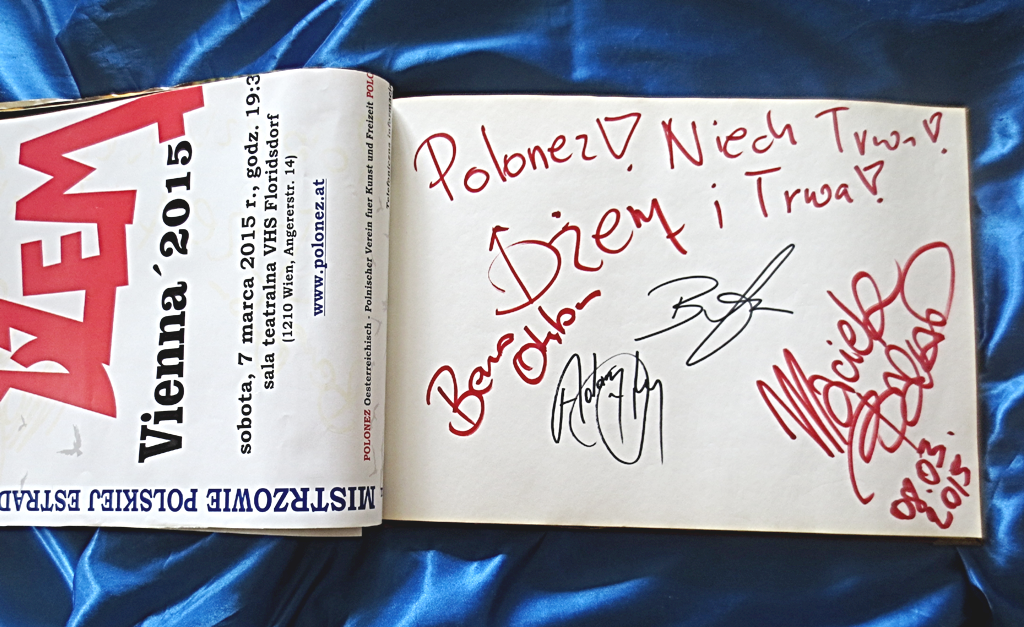 DŻEM
Vienna´2015
sobota, 7 marca 2015 r., godz. 19:3
sala teatralna VHS Floridsdorf
(1210 Wien, Angererstr. 14)
www.polonez.at
POLONEZ Oesterreichisch - Polnischer Verein fuer Kunst und Freizeit POLO
MISTRZOWIE POLSKIEJ ESTRAD
Polonez! Niech Trwa!
i Trwa!
Dżem
Maciek
08.03.
2015